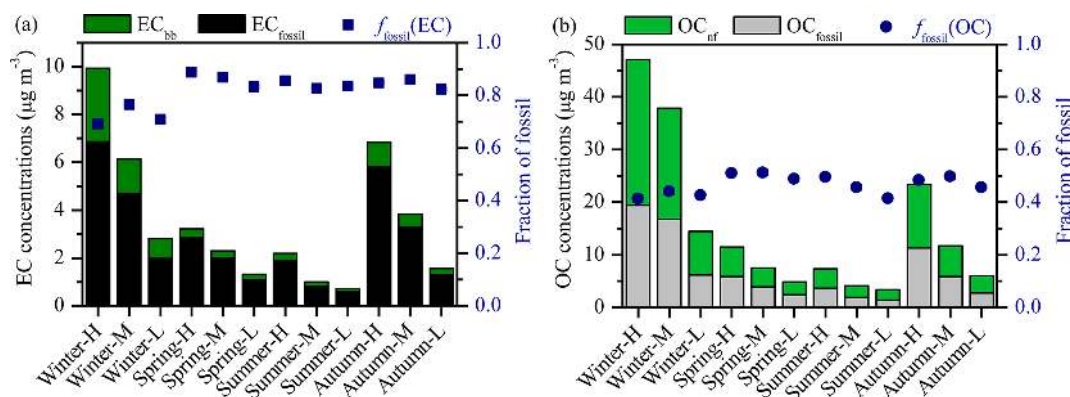 (a)
EC_bb
EC_fossil
f_fossil(EC)
EC concentrations (μg m⁻³)
10
8
6
4
2
0
1.0
0.8
0.6
0.4
0.2
0.0
Fraction of fossil
Winter-H
Winter-M
Winter-L
Spring-H
Spring-M
Spring-L
Summer-H
Summer-M
Summer-L
Autumn-H
Autumn-M
Autumn-L
(b)
OC_nf
OC_fossil
f_fossil(OC)
OC concentrations (μg m⁻³)
50
40
30
20
10
0
1.0
0.8
0.6
0.4
0.2
0.0
Fraction of fossil
Winter-H
Winter-M
Winter-L
Spring-H
Spring-M
Spring-L
Summer-H
Summer-M
Summer-L
Autumn-H
Autumn-M
Autumn-L